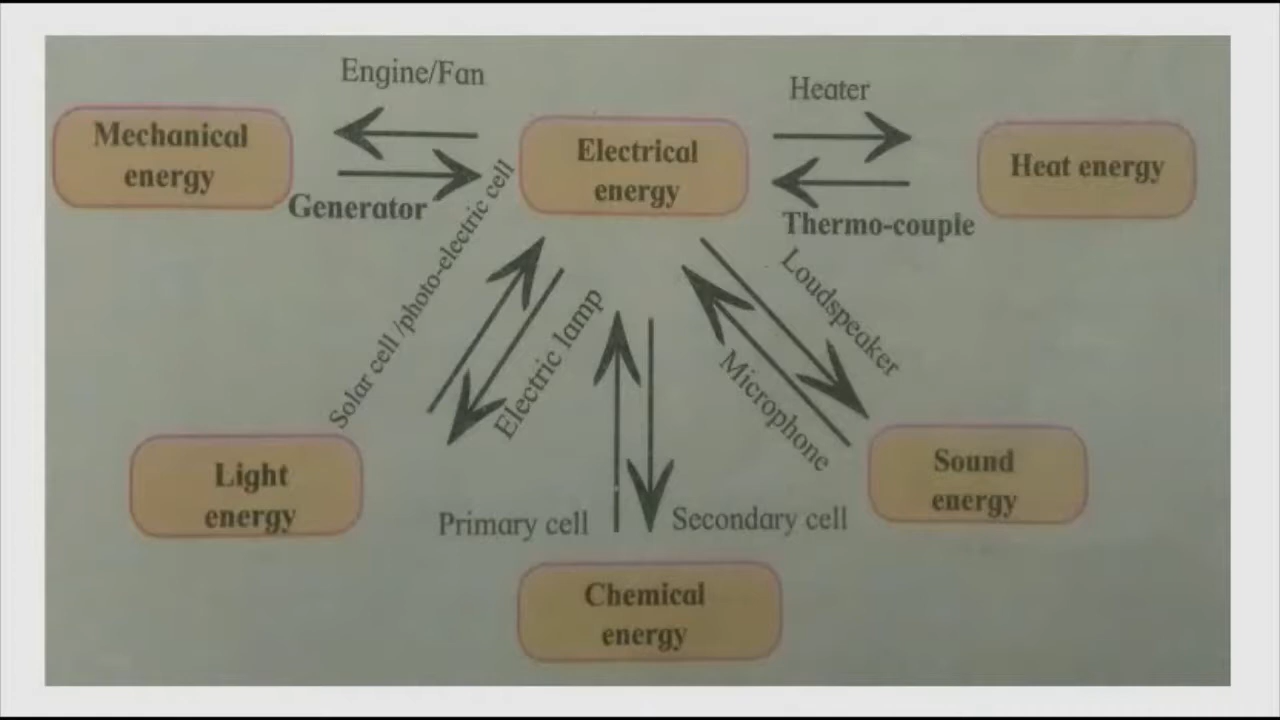 Engine/Fan
Heater
Mechanical
energy
Electrical
energy
Heat energy
Generator
Thermo-couple
Solar cell /photo-electric cell
Electric lamp
Loudspeaker
Microphone
Light
energy
Sound
energy
Primary cell
Secondary cell
Chemical
energy